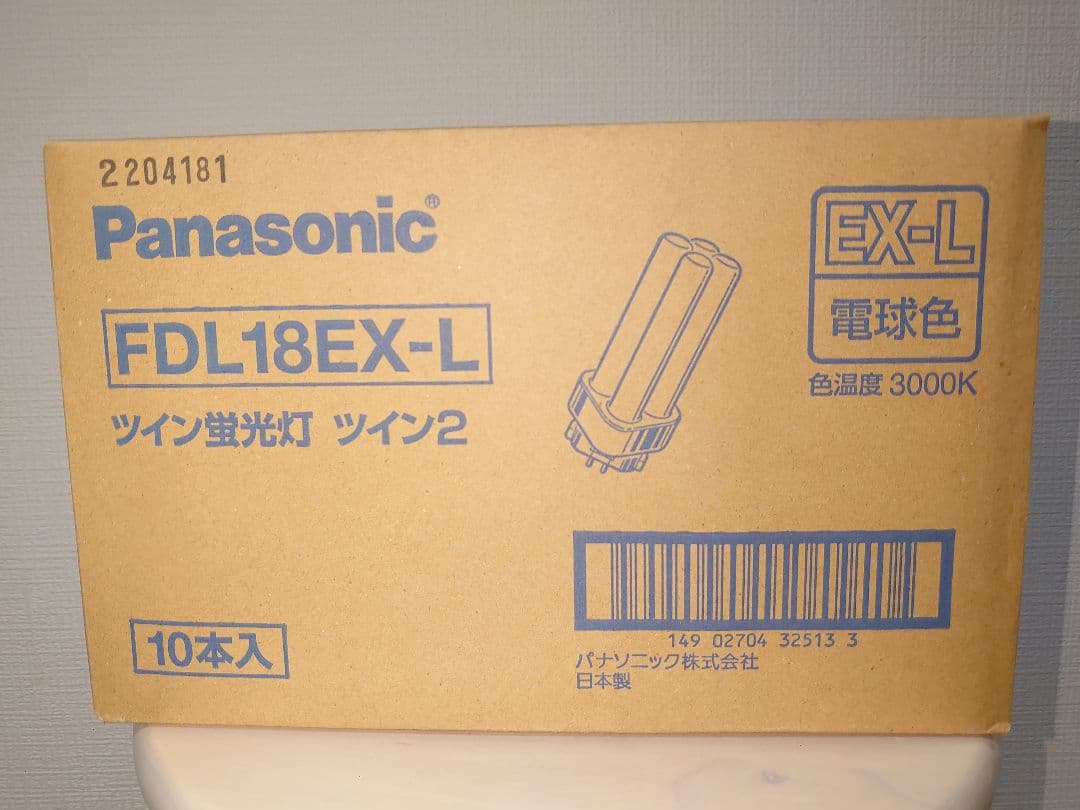 2204181
Panasonic®
EX-L
FDL18EX-L
電球色
色温度 3000K
ツイン蛍光灯 ツイン2
10本入
149 02704 32513 3
パナソニック株式会社
日本製